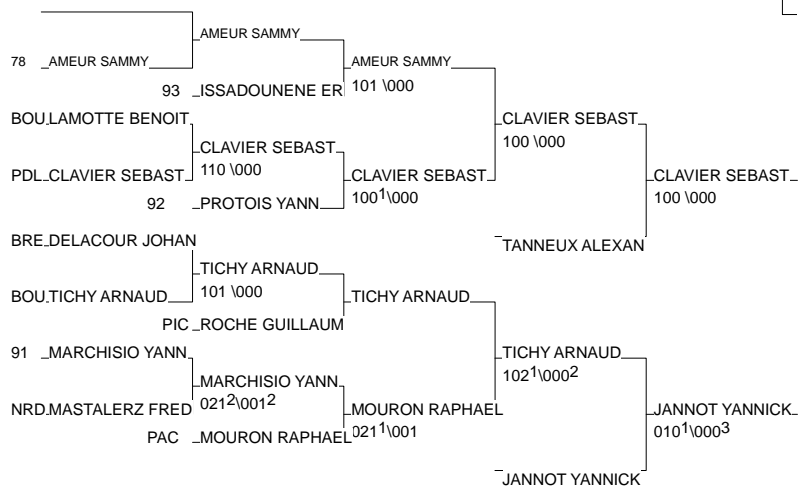 AMEUR SAMMY
78 AMEUR SAMMY AMEUR SAMMY
93 ISSADOUNENE ER 101 \000
BOU LAMOTTE BENOIT CLAVIER SEBAST
100 \000
CLAVIER SEBAST
110 \000
PDL CLAVIER SEBAST CLAVIER SEBAST CLAVIER SEBAST
100¹\000 100 \000
92 PROTOIS YANN
BRE DELACOUR JOHAN TANNEUX ALEXAN
TICHY ARNAUD
101 \000
BOU TICHY ARNAUD TICHY ARNAUD
PIC ROCHE GUILLAUM
91 MARCHISIO YANN TICHY ARNAUD
102¹\000²
MARCHISIO YANN
021²\001²
NRD MASTALERZ FRED MOURON RAPHAEL JANNOT YANNICK
021¹\001 010¹\000³
PAC MOURON RAPHAEL
JANNOT YANNICK